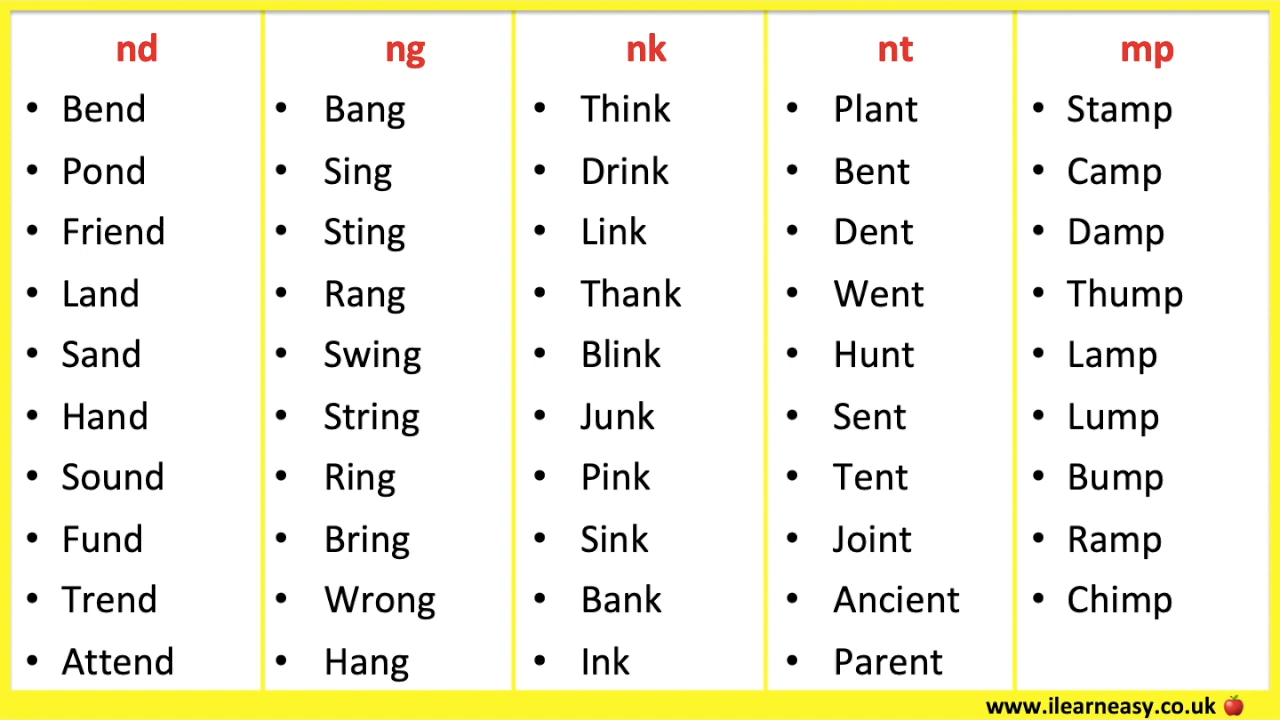 nd ng nk nt mp
• Bend • Bang • Think • Plant • Stamp
• Pond • Sing • Drink • Bent • Camp
• Friend • Sting • Link • Dent • Damp
• Land • Rang • Thank • Went • Thump
• Sand • Swing • Blink • Hunt • Lamp
• Hand • String • Junk • Sent • Lump
• Sound • Ring • Pink • Tent • Bump
• Fund • Bring • Sink • Joint • Ramp
• Trend • Wrong • Bank • Ancient • Chimp
• Attend • Hang • Ink • Parent
www.ilearneasy.co.uk